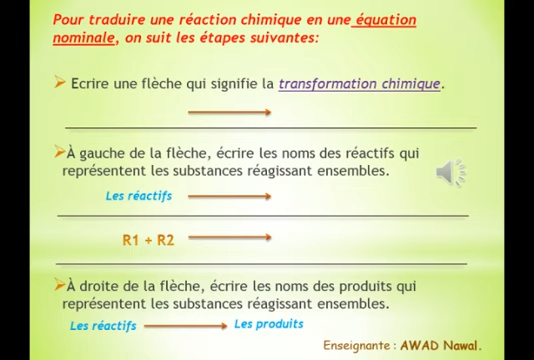 Pour traduire une réaction chimique en une équation
nominale, on suit les étapes suivantes:
Ecrire une flèche qui signifie la transformation chimique.
À gauche de la flèche, écrire les noms des réactifs qui
représentent les substances réagissant ensembles.
Les réactifs
R1 + R2
À droite de la flèche, écrire les noms des produits qui
représentent les substances réagissant ensembles.
Les réactifs Les produits
Enseignante : AWAD Nawal.